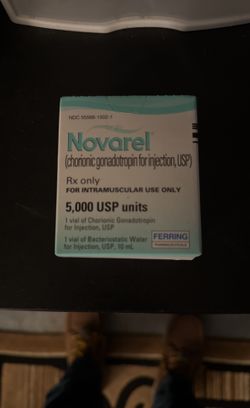 NDC 55566-1502-1
Novarel®
(chorionic gonadotropin for injection, USP)
Rx only
FOR INTRAMUSCULAR USE ONLY
5,000 USP units
1 vial of Chorionic Gonadotropin
for Injection, USP
1 vial of Bacteriostatic Water
for Injection, USP, 10 mL
FERRING
PHARMACEUTICALS